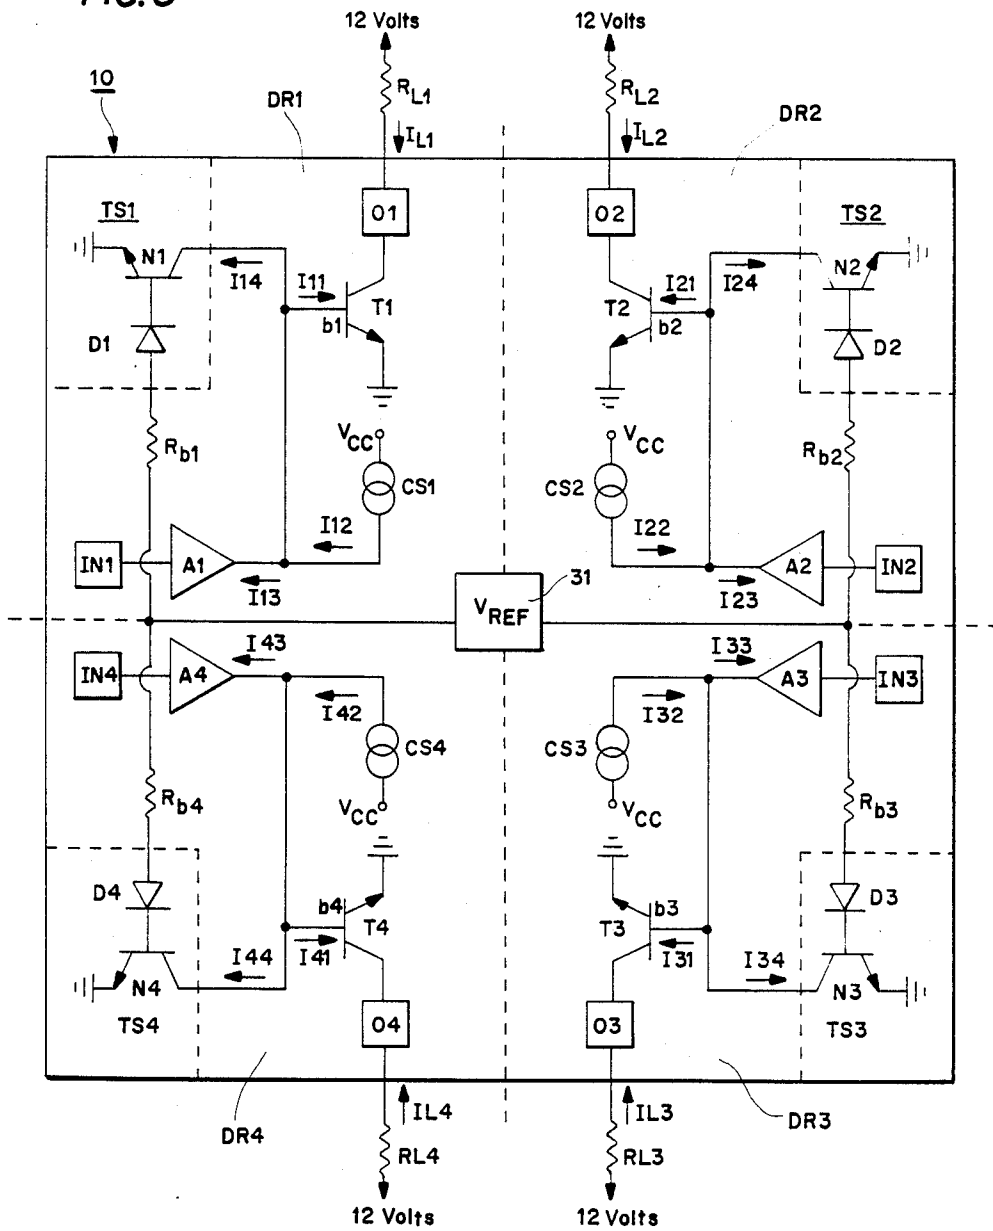 12 Volts 12 Volts
10 DR1 RL1 RL2 DR2
IL1 IL2
TS1 O1 O2 TS2
N1 I14 I11 T1 T2 I21 I24 N2
D1 b1 b2 D2
Rb1 VCC VCC Rb2
CS1 CS2
I12 I22
IN1 A1 A2 IN2
I13 31 I23
VREF
I43 I33
IN4 A4 A3 IN3
I42 I32
CS4 CS3
Rb4 VCC VCC Rb3
D4 b4 b3 D3
T4 T3
I44 I41 I31 I34
N4 N3
TS4 O4 O3 TS3
IL4 IL3
DR4 DR3
RL4 RL3
12 Volts 12 Volts